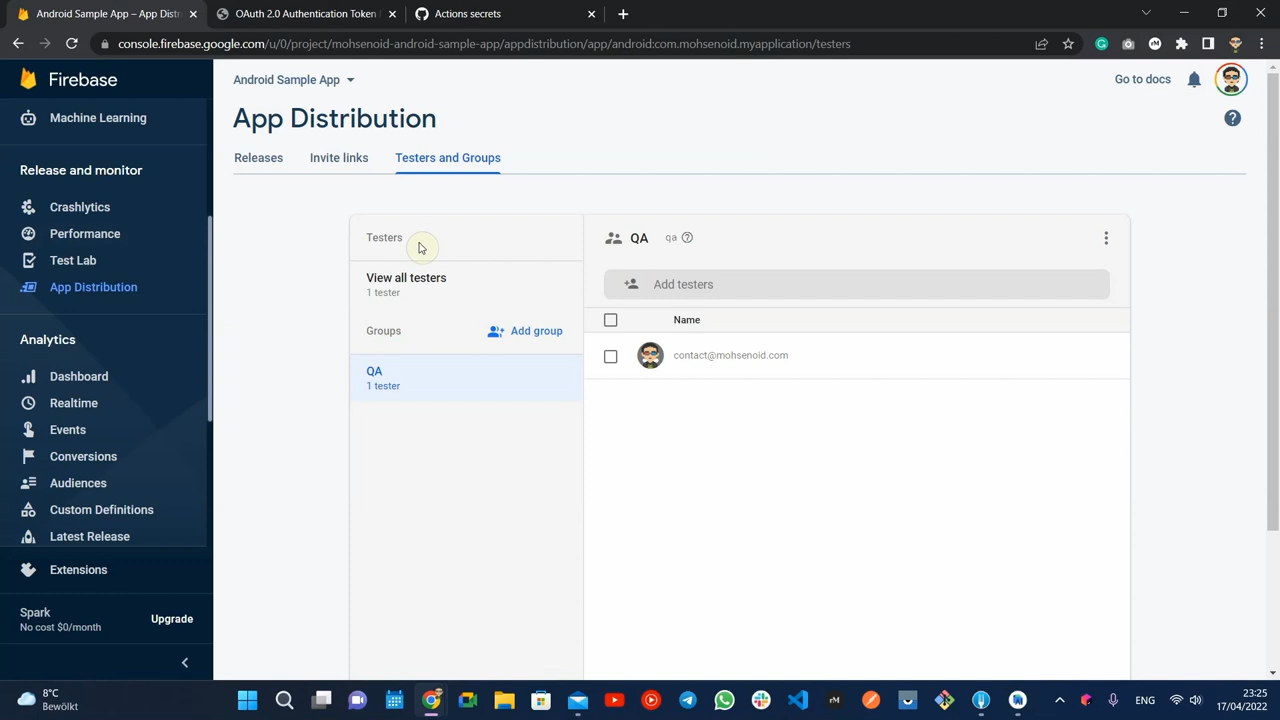 Android Sample App – App Distr
OAuth 2.0 Authentication Token
Actions secrets
console.firebase.google.com/u/0/project/mohsenoid-android-sample-app/appdistribution/app/android:com.mohsenoid.myapplication/testers
Firebase
Android Sample App
Go to docs
Machine Learning
App Distribution
Releases
Invite links
Testers and Groups
Release and monitor
Crashlytics
Performance
Test Lab
App Distribution
Testers
View all testers
1 tester
Groups
Add group
QA
1 tester
QA
qa
Add testers
Name
contact@mohsenoid.com
Analytics
Dashboard
Realtime
Events
Conversions
Audiences
Custom Definitions
Latest Release
Extensions
Spark
No cost $0/month
Upgrade
8°C
Bewölkt
rM
ENG
23:25
17/04/2022